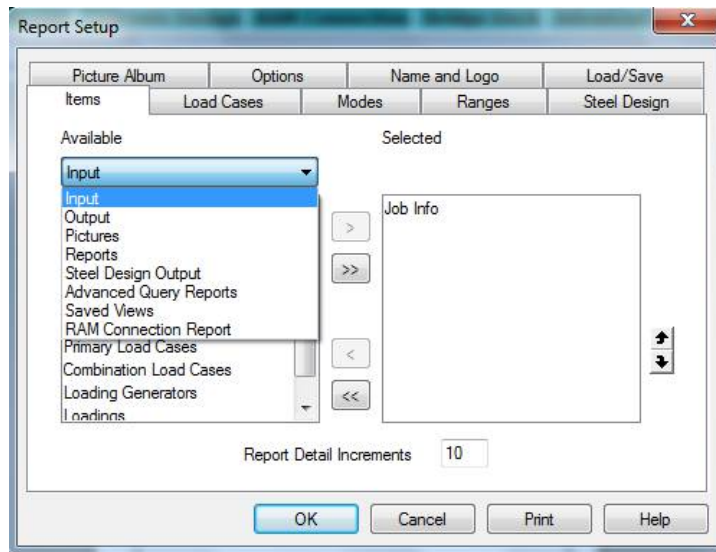 Report Setup
Picture Album
Options
Name and Logo
Load/Save
Items
Load Cases
Modes
Ranges
Steel Design
Available
Selected
Input
Input
Output
Pictures
Reports
Steel Design Output
Advanced Query Reports
Saved Views
RAM Connection Report
Primary Load Cases
Combination Load Cases
Loading Generators
Loadings
Job Info
>
>>
<
<<
Report Detail Increments 10
OK
Cancel
Print
Help